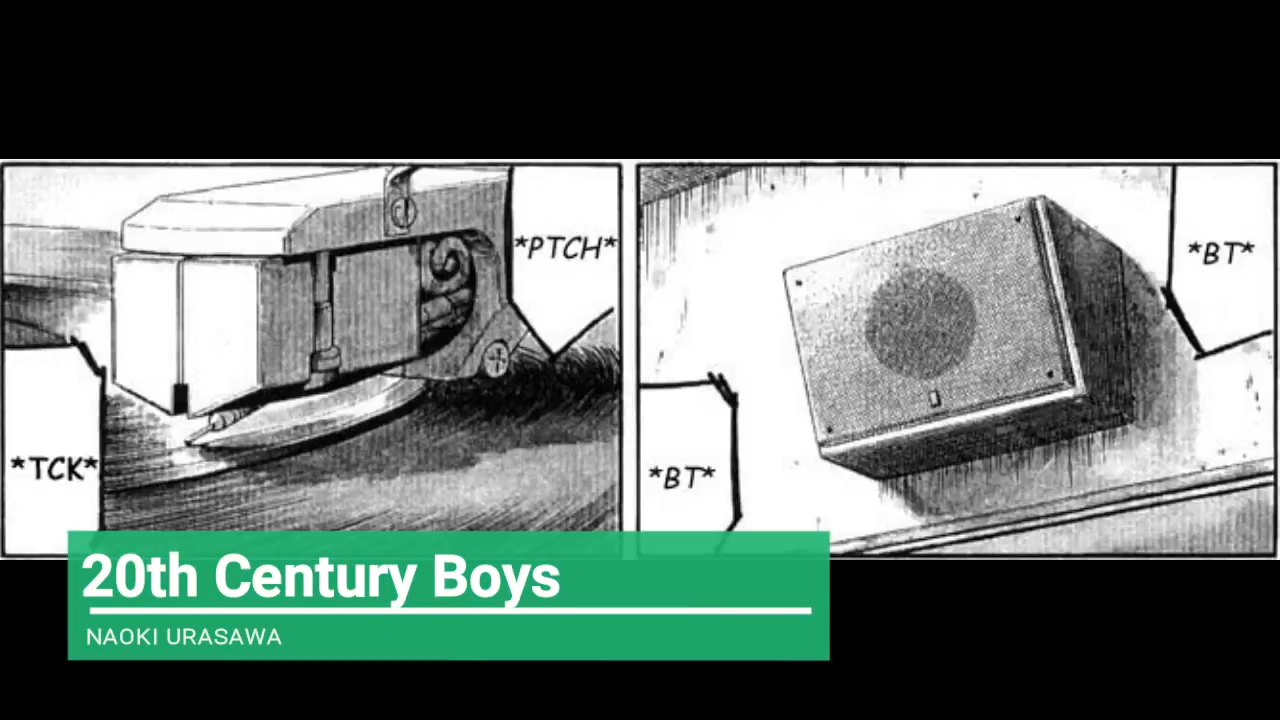 *PTCH*
*TCK*
*BT*
*BT*
20th Century Boys
NAOKI URASAWA